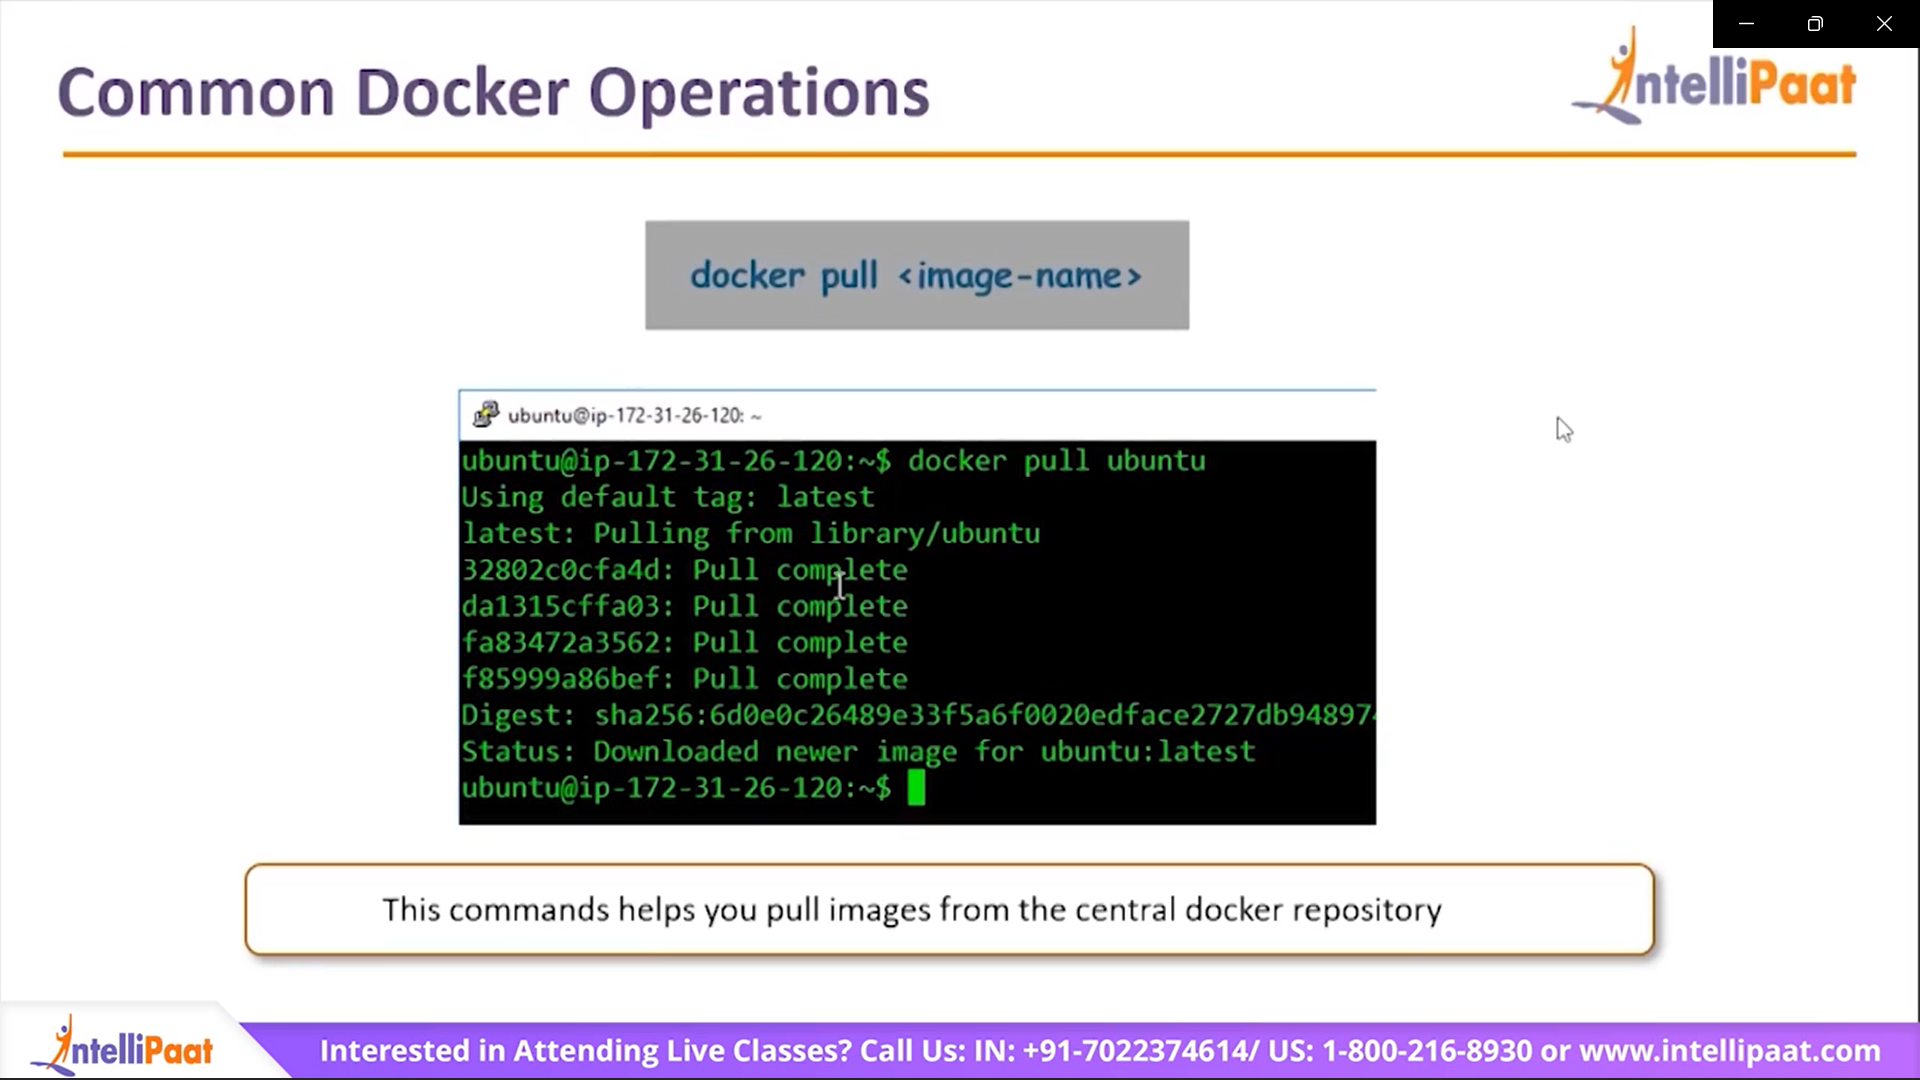 Common Docker Operations
IntelliPaat
docker pull <image-name>
ubuntu@ip-172-31-26-120: ~
ubuntu@ip-172-31-26-120:~$ docker pull ubuntu
Using default tag: latest
latest: Pulling from library/ubuntu
32802c0cfa4d: Pull complete
da1315cffa03: Pull complete
fa83472a3562: Pull complete
f85999a86bef: Pull complete
Digest: sha256:6d0e0c26489e33f5a6f0020edface2727db948974
Status: Downloaded newer image for ubuntu:latest
ubuntu@ip-172-31-26-120:~$
This commands helps you pull images from the central docker repository
IntelliPaat
Interested in Attending Live Classes? Call Us: IN: +91-7022374614/ US: 1-800-216-8930 or www.intellipaat.com